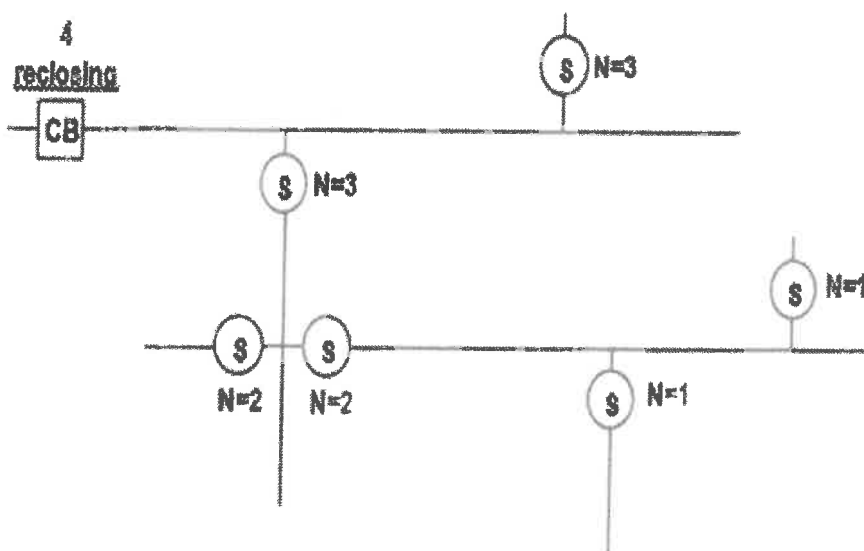 4
reclosing
CB
S N=3
S N=3
S N=1
S S
N=2 N=2
S N=1